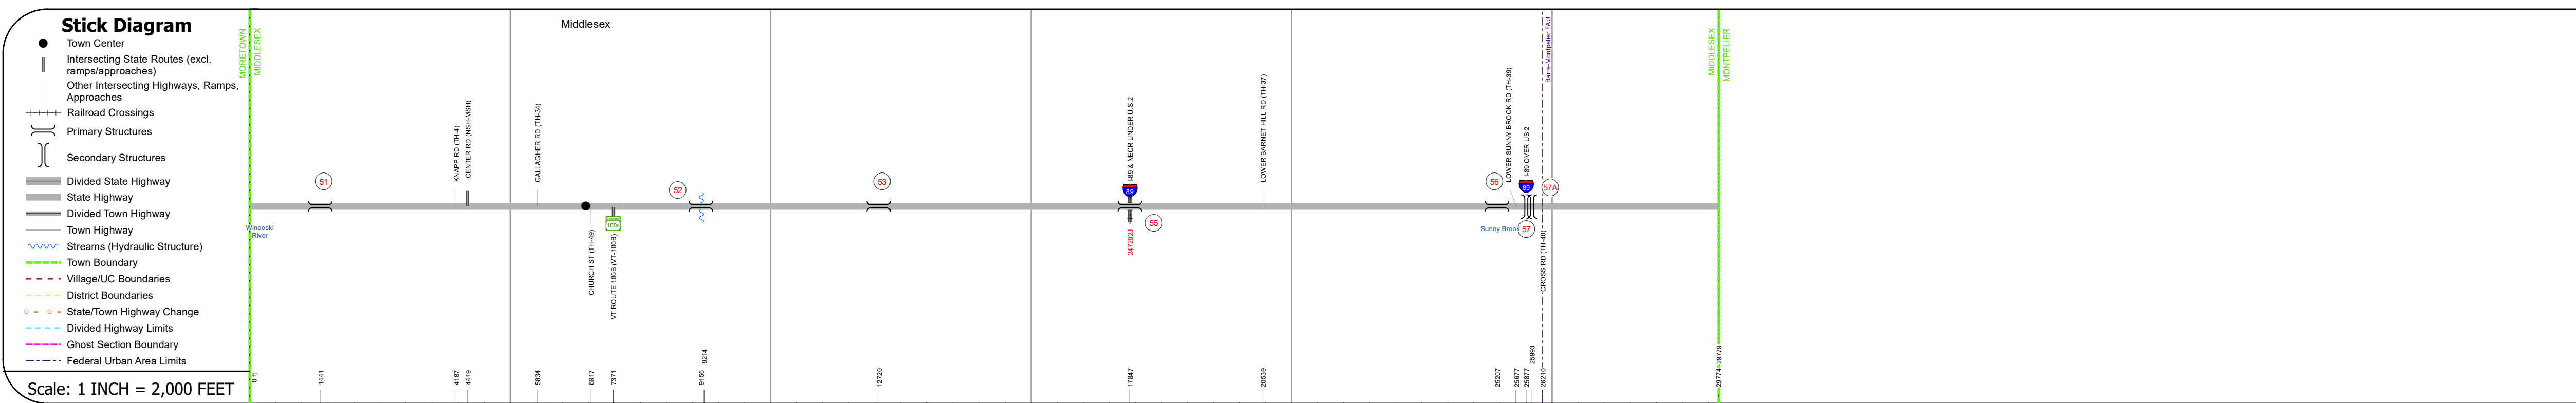 Stick Diagram
Town Center
Intersecting State Routes (excl.
ramps/approaches)
Other Intersecting Highways, Ramps,
Approaches
Railroad Crossings
Primary Structures
Secondary Structures
Divided State Highway
State Highway
Divided Town Highway
Town Highway
Streams (Hydraulic Structure)
Town Boundary
Village/UC Boundaries
District Boundaries
State/Town Highway Change
Divided Highway Limits
Ghost Section Boundary
Federal Urban Area Limits
Scale: 1 INCH = 2,000 FEET
Middlesex
MORETOWN
MIDDLESEX
Winooski
River
51
KNAPP RD (TH-4)
CENTER RD (NSH-MSH)
GALLAGHER RD (TH-34)
CHURCH ST (TH-49)
100B
VT ROUTE 100B (VT-100B)
52
53
I-89 & NECR UNDER U.S.2
89
55
247292J
LOWER BARNET HILL RD (TH-37)
56
LOWER SUNNY BROOK RD (TH-39)
I-89 OVER US 2
89
57A
Sunny Brook
57
CROSS RD (TH-40)
Barre-Montpelier FAU
MIDDLESEX
MONTPELIER
0 ft
1441
4187
4419
5834
6917
7371
9156
9214
12720
17847
20539
25207
25677
25877
25993
26210
29774
29779